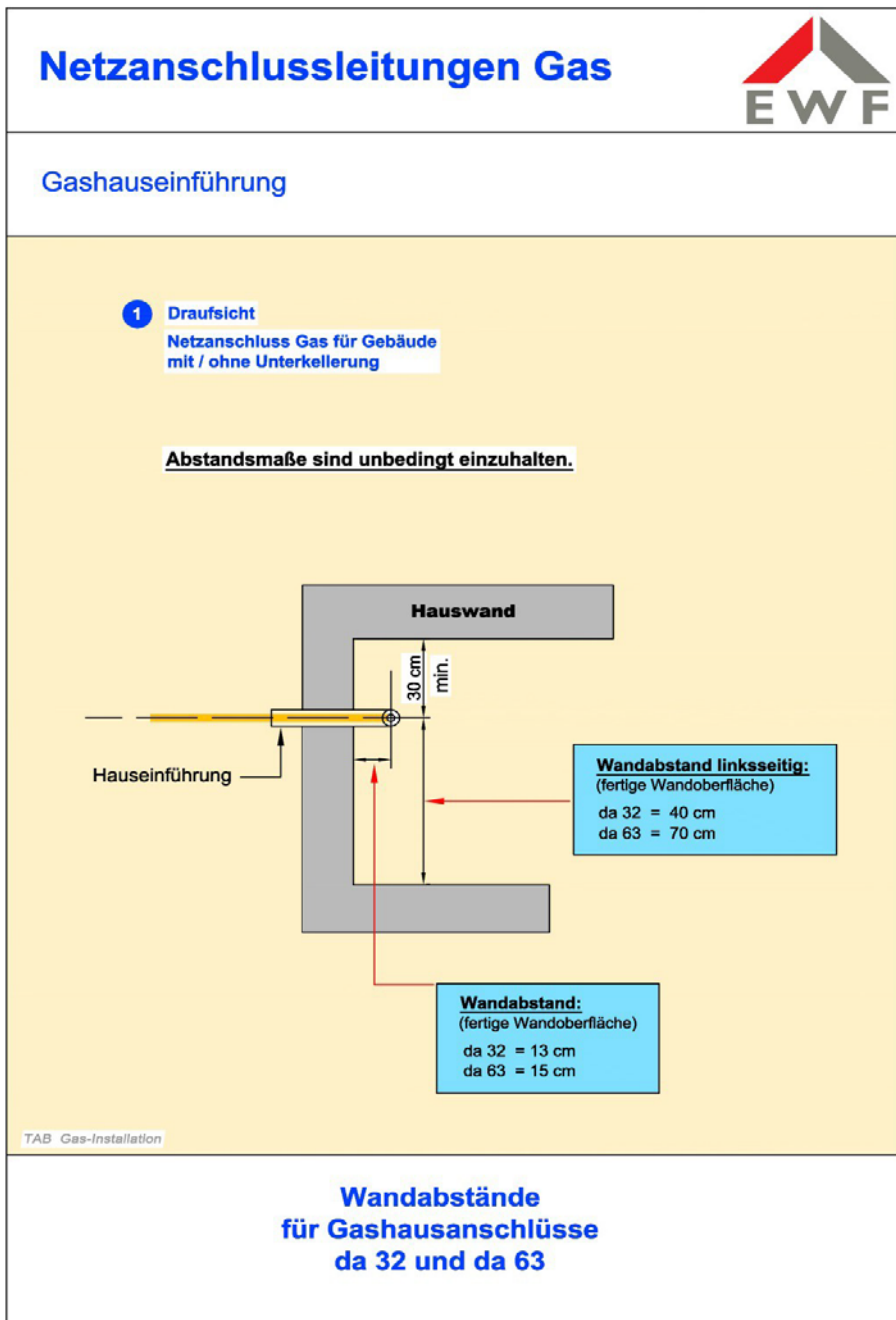 Netzanschlussleitungen Gas
EWF
Gashauseinführung
1 Draufsicht
Netzanschluss Gas für Gebäude
mit / ohne Unterkellerung
Abstandsmaße sind unbedingt einzuhalten.
Hauswand
30 cm
min.
Hauseinführung
Wandabstand linksseitig:
(fertige Wandoberfläche)
da 32 = 40 cm
da 63 = 70 cm
Wandabstand:
(fertige Wandoberfläche)
da 32 = 13 cm
da 63 = 15 cm
TAB Gas-Installation
Wandabstände
für Gashausanschlüsse
da 32 und da 63